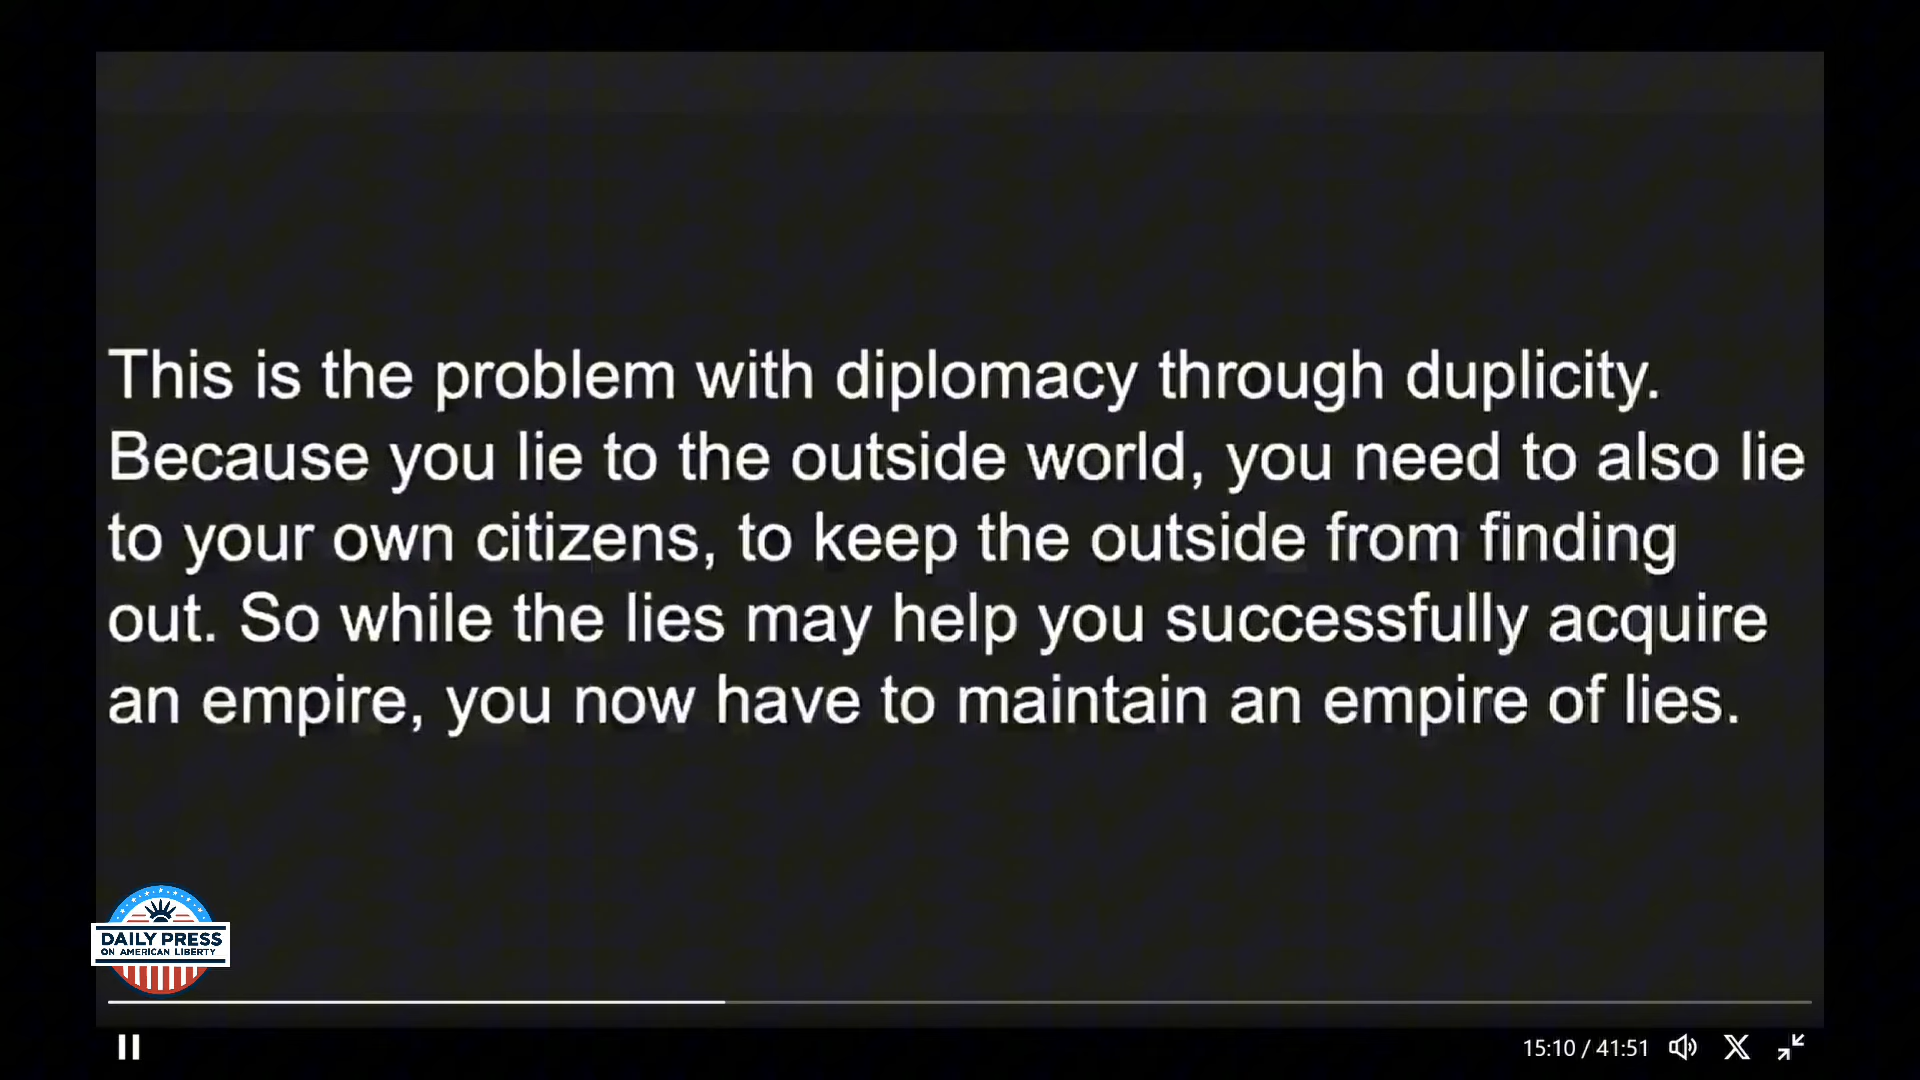 This is the problem with diplomacy through duplicity.
Because you lie to the outside world, you need to also lie
to your own citizens, to keep the outside from finding
out. So while the lies may help you successfully acquire
an empire, you now have to maintain an empire of lies.
DAILY PRESS
ON AMERICAN LIBERTY
15:10 / 41:51